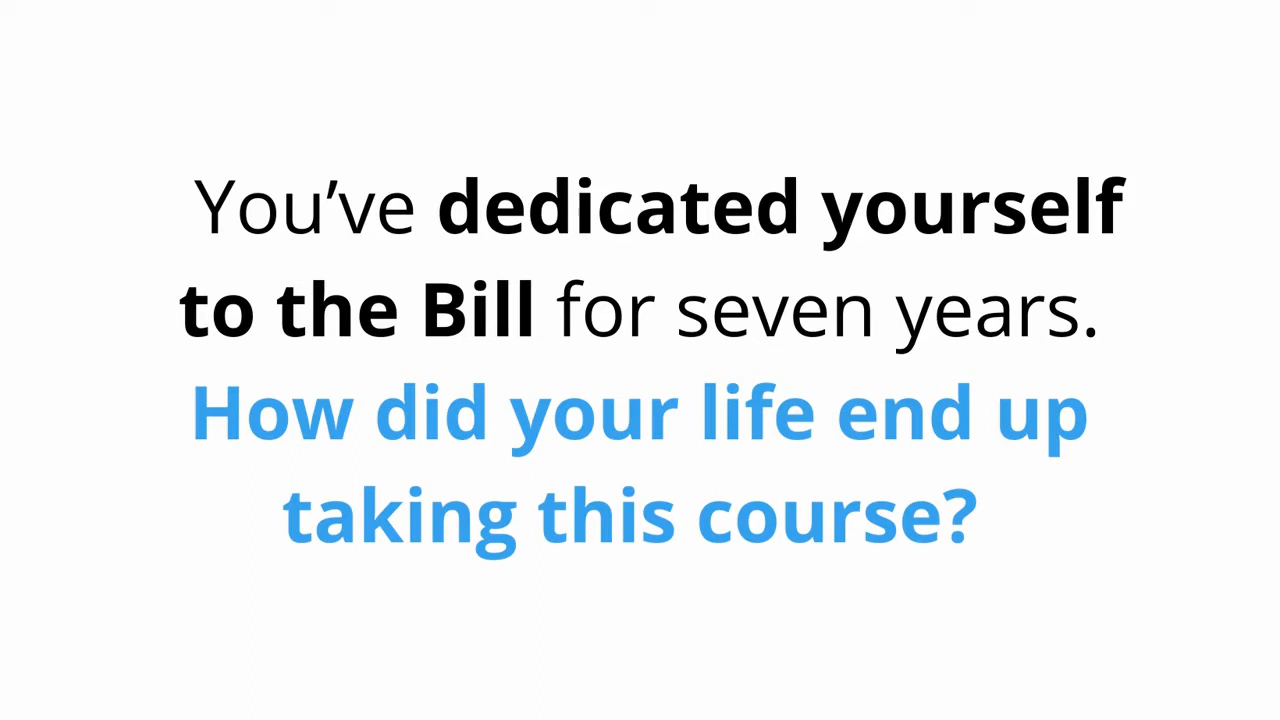 You’ve dedicated yourself
to the Bill for seven years.
How did your life end up
taking this course?